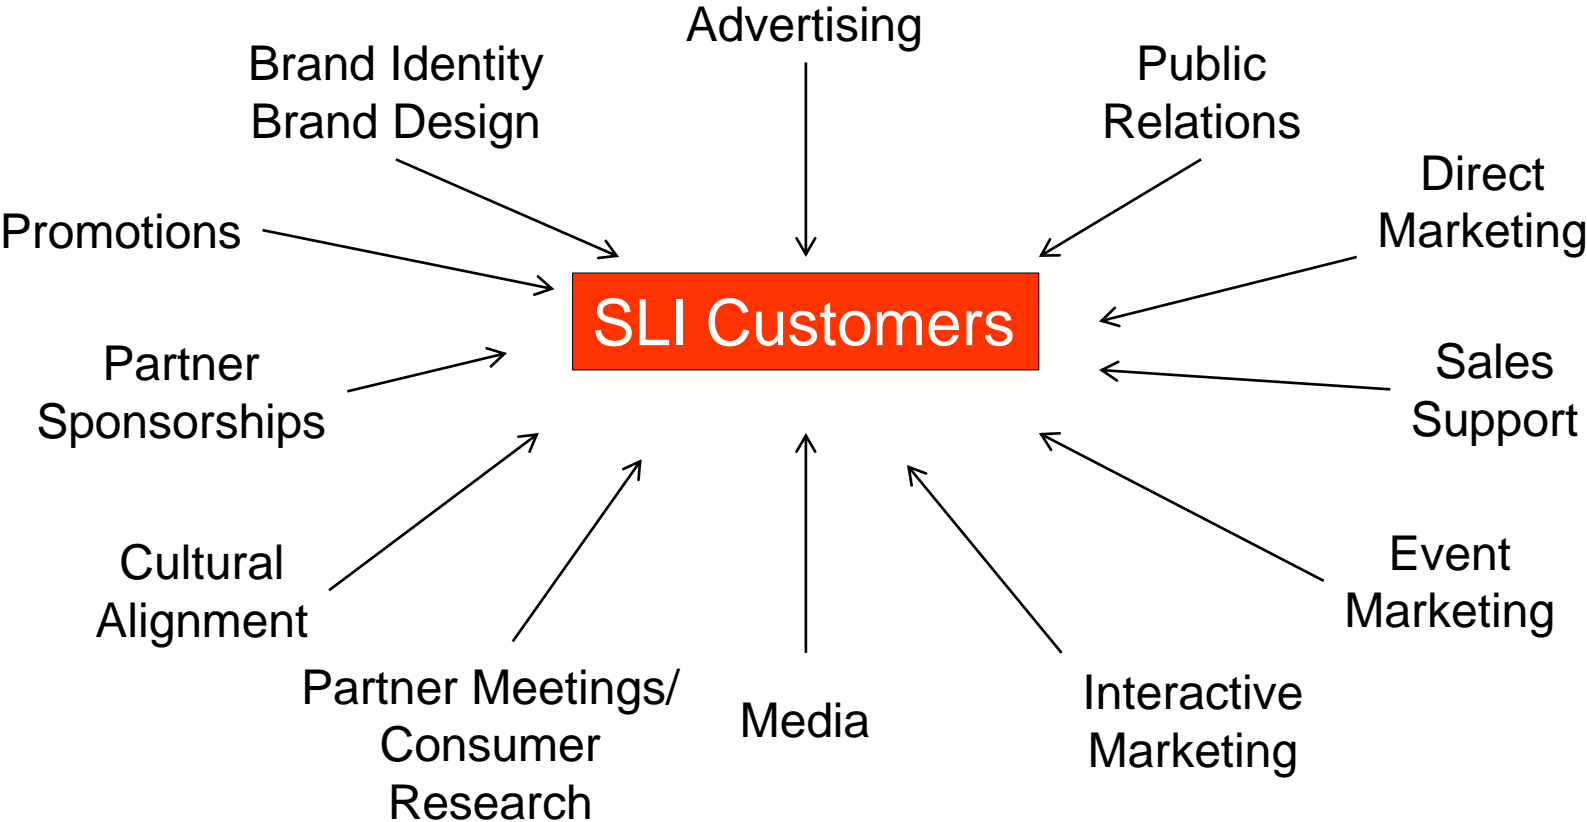 Advertising
Brand Identity
Brand Design
Public
Relations
Direct
Marketing
Promotions
SLI Customers
Partner
Sponsorships
Sales
Support
Cultural
Alignment
Event
Marketing
Partner Meetings/
Consumer
Research
Media
Interactive
Marketing